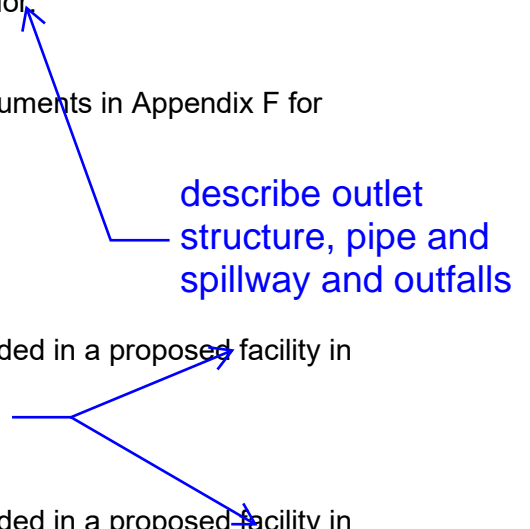 uments in Appendix F for
describe outlet
structure, pipe and
spillway and outfalls
ded in a proposed facility in
ded in a proposed facility in